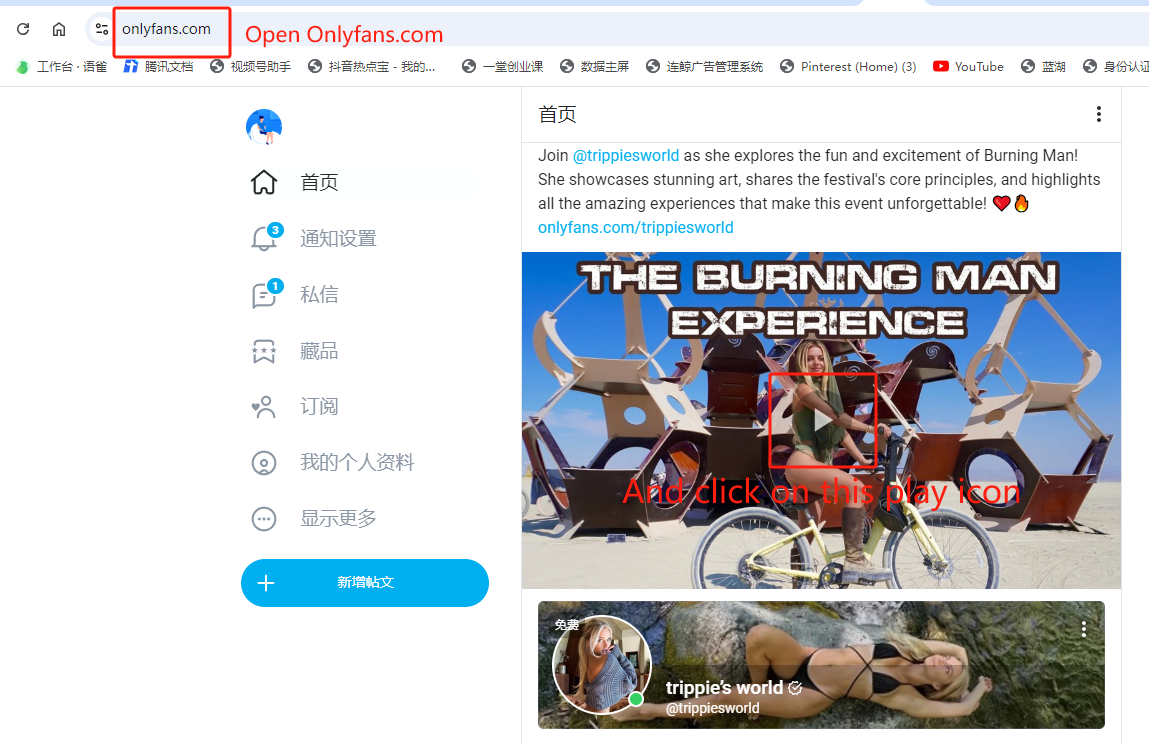 onlyfans.com
Open Onlyfans.com
工作台 · 语雀
腾讯文档
视频号助手
抖音热点宝 - 我的...
一堂创业课
数据主屏
连鲸广告管理系统
Pinterest (Home) (3)
YouTube
蓝湖
身份认证
首页
3
通知设置
1
私信
藏品
订阅
我的个人资料
显示更多
新增帖文
首页
Join @trippiesworld as she explores the fun and excitement of Burning Man!
She showcases stunning art, shares the festival's core principles, and highlights
all the amazing experiences that make this event unforgettable! ❤️🔥
onlyfans.com/trippiesworld
THE BURNING MAN
EXPERIENCE
And click on this play icon
免费
trippie's world
@trippiesworld